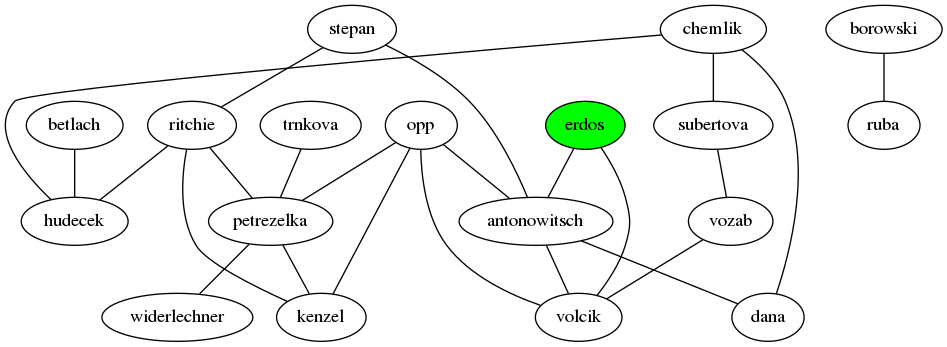 stepan
chemlik
borowski
betlach
ritchie
trnkova
opp
erdos
subertova
ruba
hudecek
petrezelka
antonowitsch
vozab
widerlechner
kenzel
volcik
dana